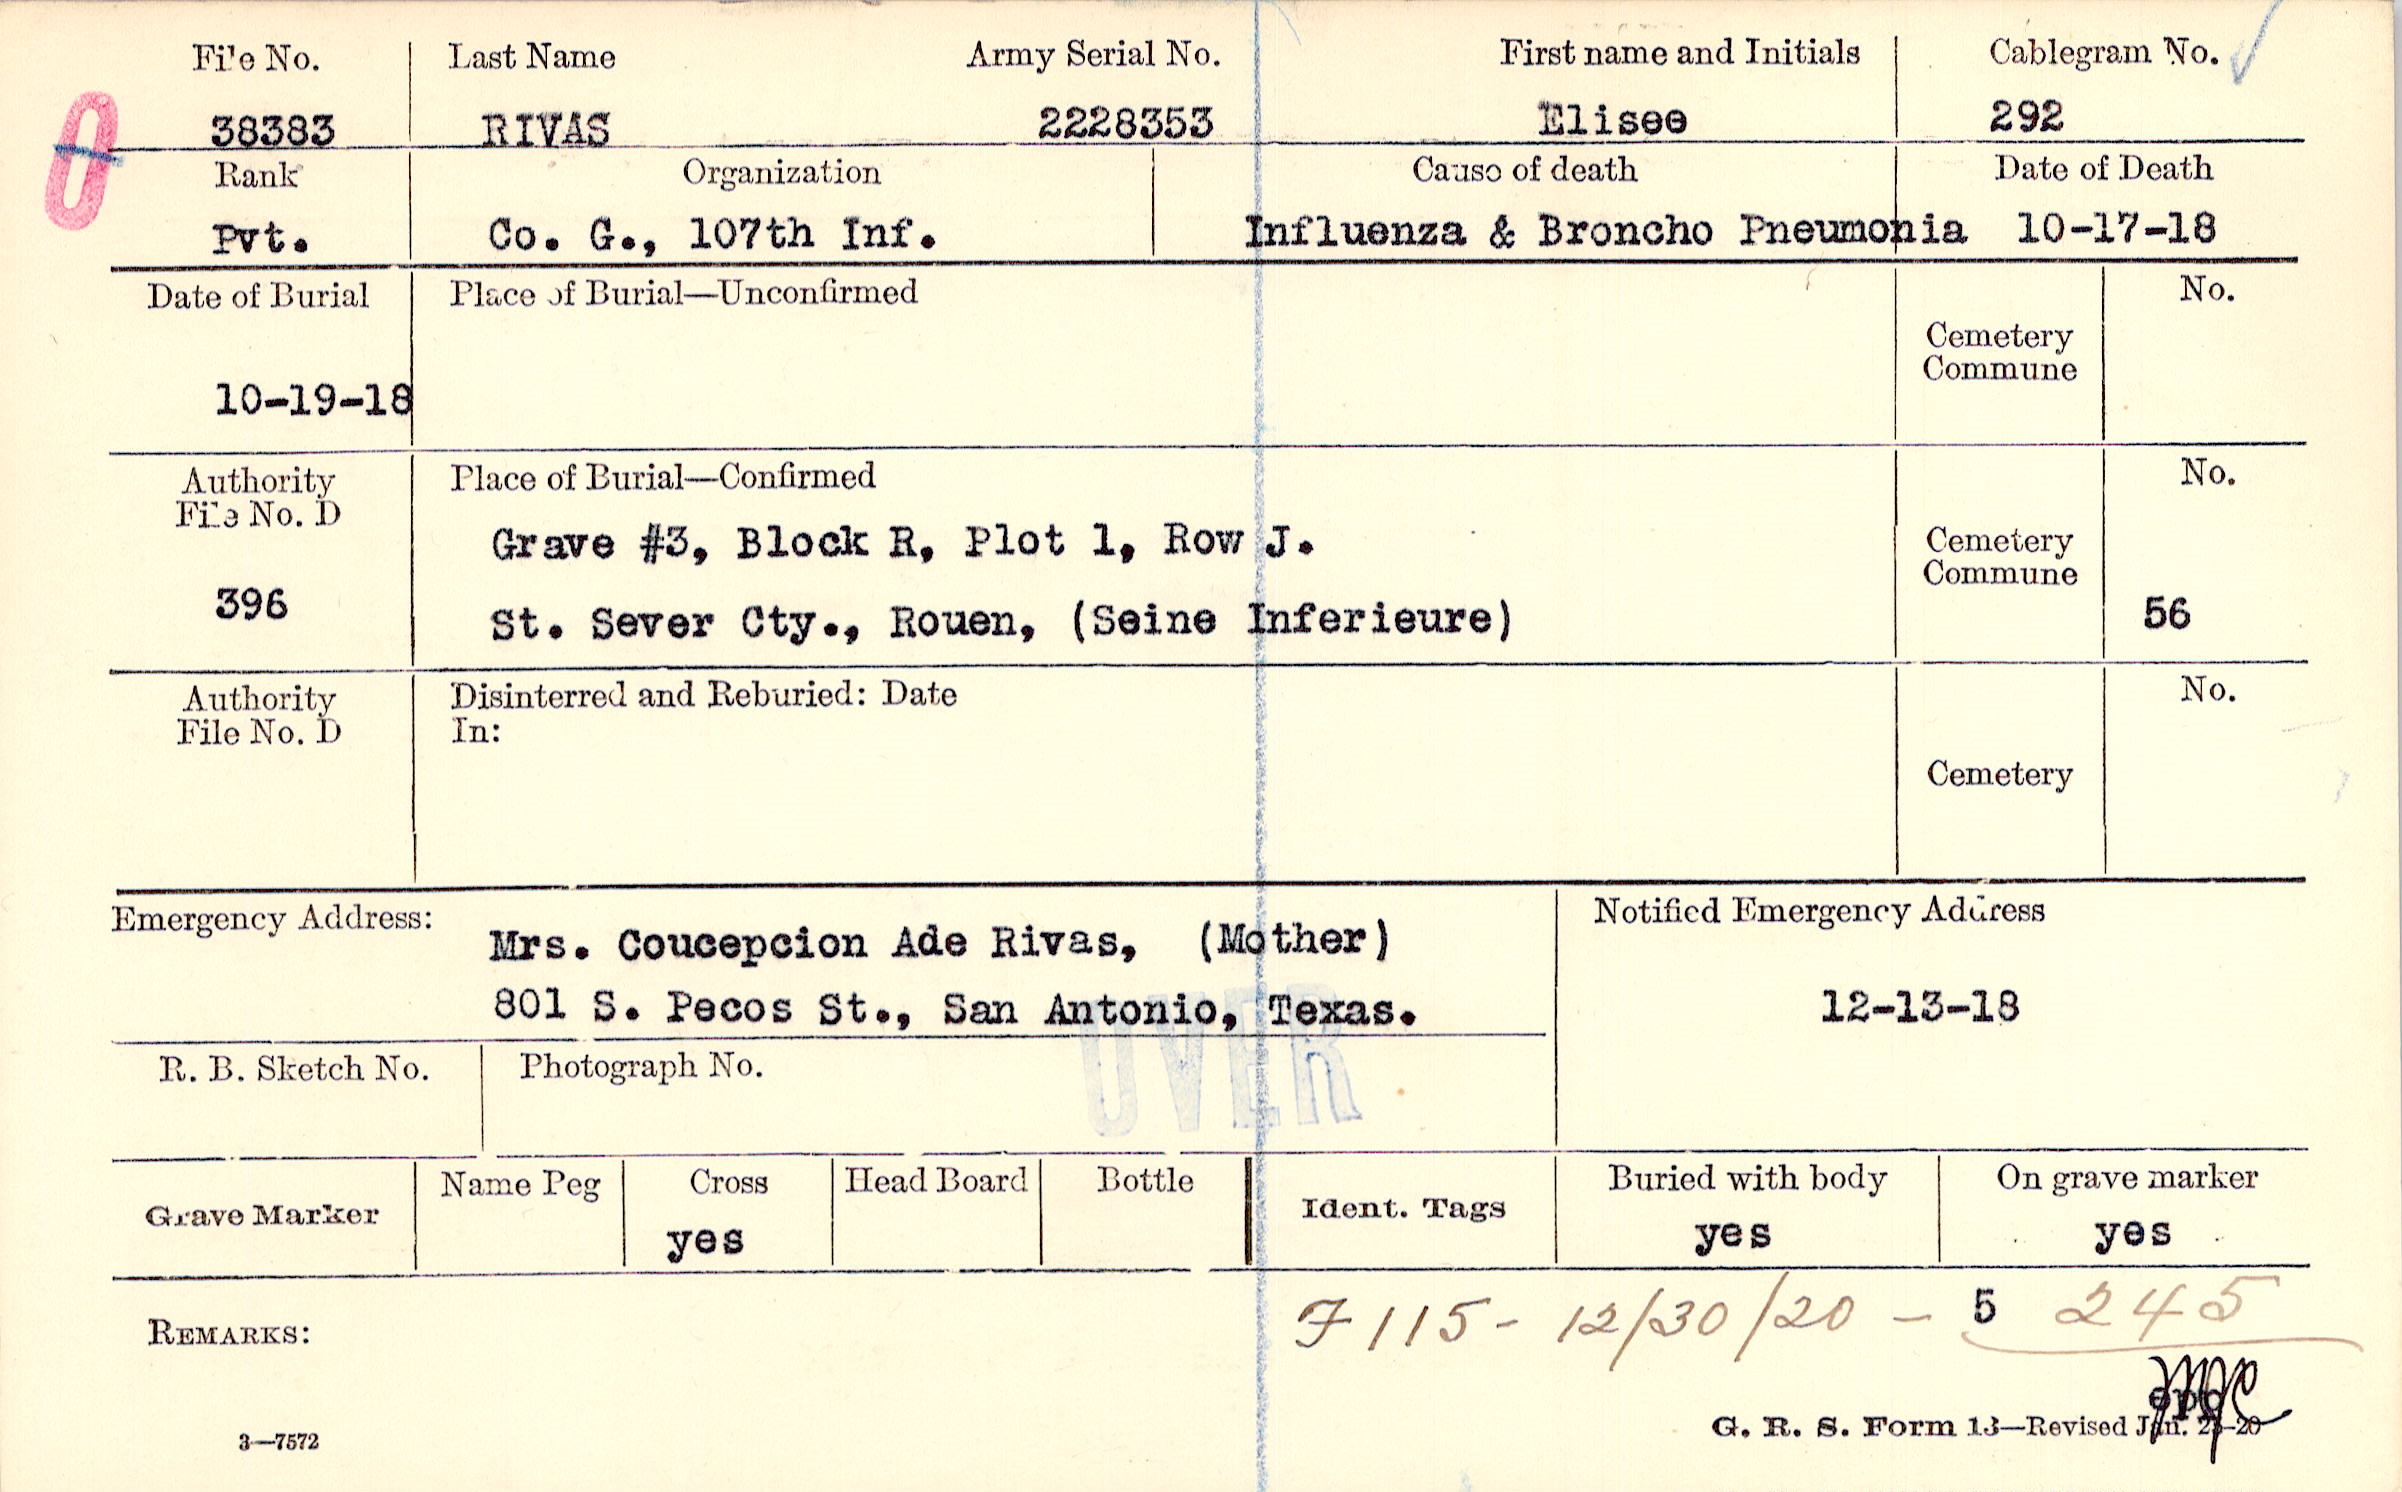 File No. Last Name Army Serial No. First name and Initials Cablegram No.
38383 RIVAS 2228353 Elisee 292
Rank Organization Cause of death Date of Death
Pvt. Co. G., 107th Inf. Influenza & Broncho Pneumonia 10-17-18
Date of Burial Place of Burial—Unconfirmed No.
Cemetery
Commune
10-19-18
Authority Place of Burial—Confirmed No.
File No. D
Grave #3, Block R, Plot 1, Row J. Cemetery
Commune
396 St. Sever Cty., Rouen, (Seine Inferieure) 56
Authority Disinterred and Reburied: Date No.
File No. D In:
Cemetery
Emergency Address: Notified Emergency Address
Mrs. Coucepcion Ade Rivas, (Mother)
801 S. Pecos St., San Antonio, Texas. 12-13-18
OVER
R. B. Sketch No. Photograph No.
Grave Marker Name Peg Cross Head Board Bottle Ident. Tags Buried with body On grave marker
yes yes yes
F115- 12/30/20 - 5 245
REMARKS:
G. R. S. Form 13—Revised Jan. 23-20
3—7572